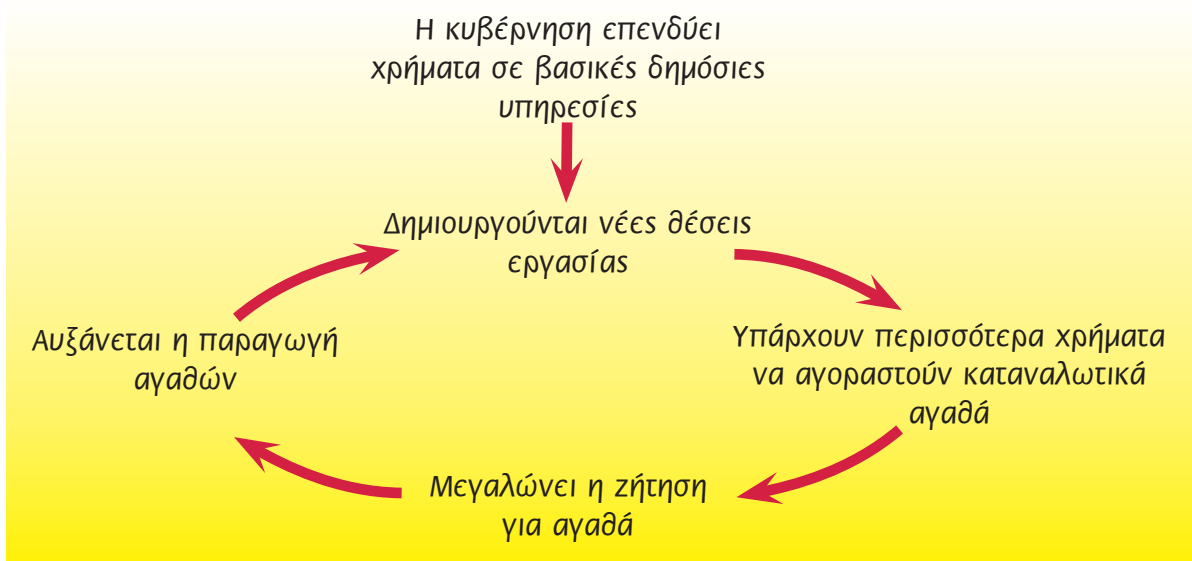 Η κυβέρνηση επενδύει
χρήματα σε βασικές δημόσιες
υπηρεσίες
Δημιουργούνται νέες θέσεις
εργασίας
Υπάρχουν περισσότερα χρήματα
να αγοραστούν καταναλωτικά
αγαθά
Μεγαλώνει η ζήτηση
για αγαθά
Αυξάνεται η παραγωγή
αγαθών